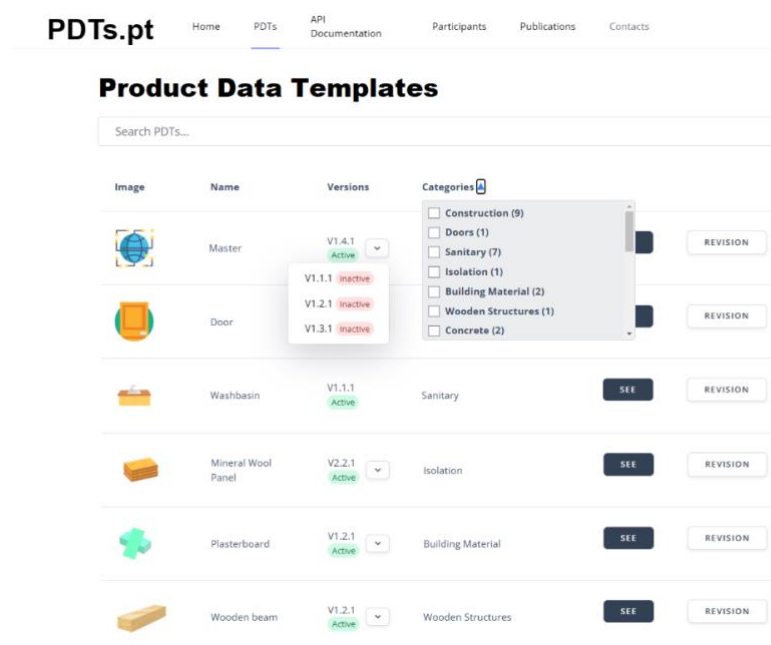 PDTs.pt
Home
PDTs
API
Documentation
Participants
Publications
Contacts
Product Data Templates
Search PDTs...
Image Name Versions Categories
Construction (9)
Doors (1)
Sanitary (7)
Isolation (1)
Building Material (2)
Wooden Structures (1)
Concrete (2)
Master
V1.4.1
Active
REVISION
V1.1.1 Inactive
V1.2.1 Inactive
V1.3.1 Inactive
Door
REVISION
Washbasin
V1.1.1
Active
Sanitary
SEE
REVISION
Mineral Wool
Panel
V2.2.1
Active
Isolation
SEE
REVISION
Plasterboard
V1.2.1
Active
Building Material
SEE
REVISION
Wooden beam
V1.2.1
Active
Wooden Structures
SEE
REVISION